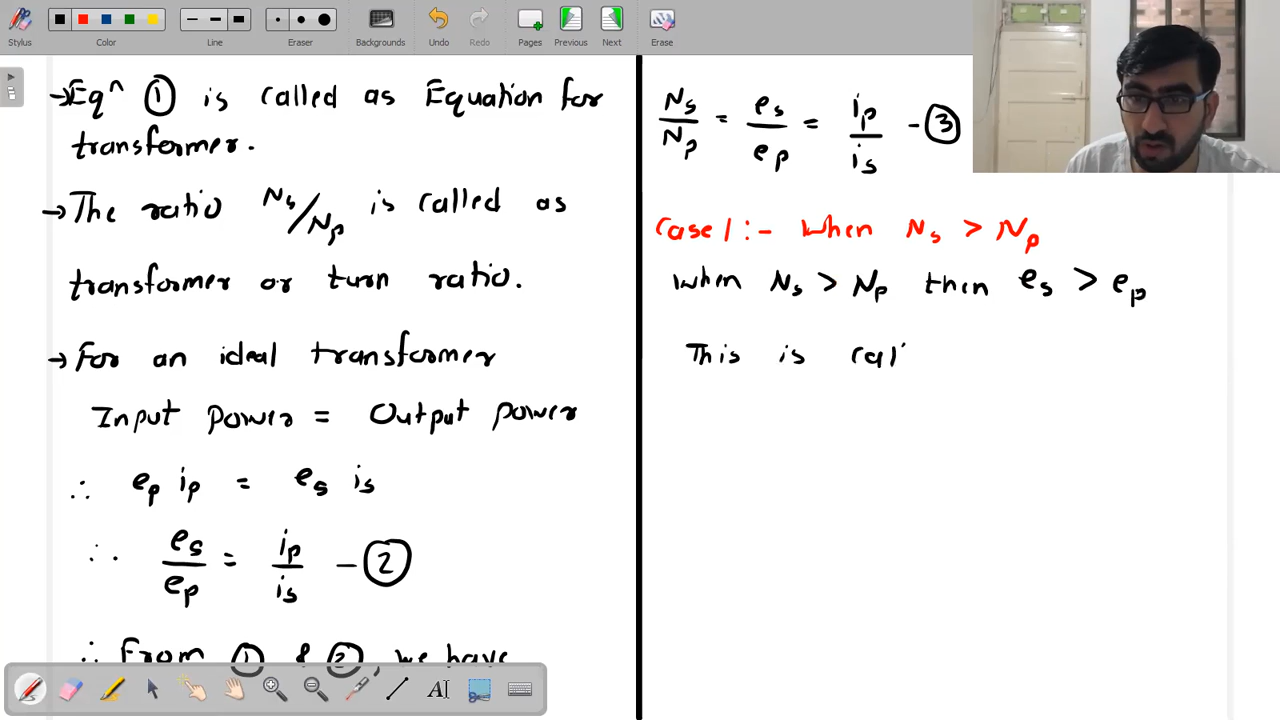 Stylus
Color
Line
Eraser
Backgrounds
Undo
Redo
Pages
Previous
Next
Erase
→ Eqⁿ ① is called as Equation for
transformer.
→ The ratio Ns/Np is called as
transformer or turn ratio.
→ For an ideal transformer
Input power = Output power
∴ ep ip = es is
∴ es/ep = ip/is - ②
∴ From ① & ②, we have
Ns/Np = es/ep = ip/is - ③
Case 1 :- When Ns > Np
When Ns > Np then es > ep
This is cal